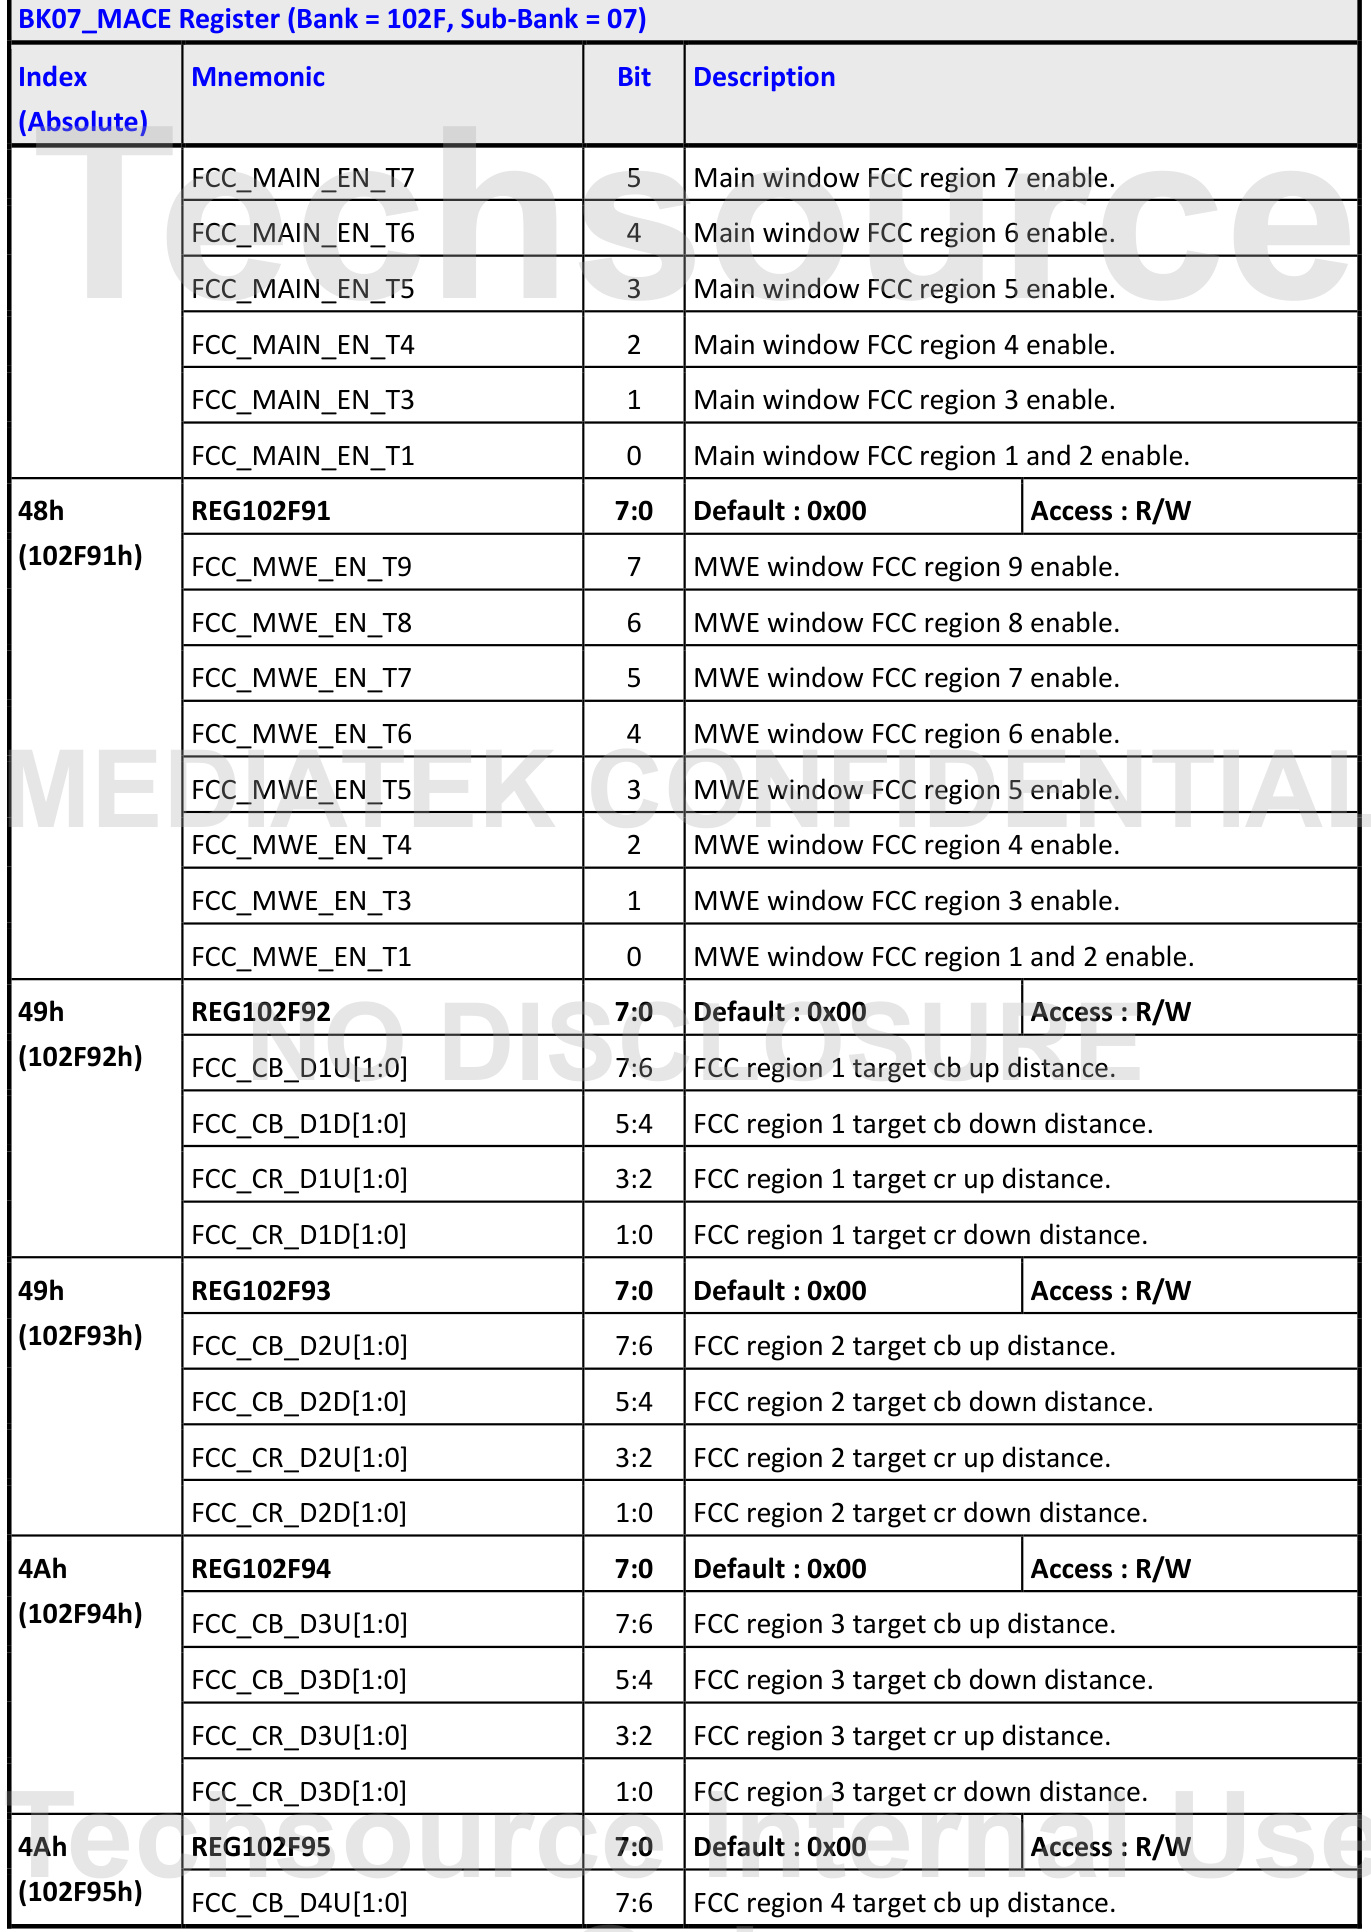 BK07_MACE Register (Bank = 102F, Sub-Bank = 07)
Index (Absolute) Mnemonic Bit Description
FCC_MAIN_EN_T7 5 Main window FCC region 7 enable.
FCC_MAIN_EN_T6 4 Main window FCC region 6 enable.
FCC_MAIN_EN_T5 3 Main window FCC region 5 enable.
FCC_MAIN_EN_T4 2 Main window FCC region 4 enable.
FCC_MAIN_EN_T3 1 Main window FCC region 3 enable.
FCC_MAIN_EN_T1 0 Main window FCC region 1 and 2 enable.
48h REG102F91 7:0 Default : 0x00 Access : R/W
(102F91h)
FCC_MWE_EN_T9 7 MWE window FCC region 9 enable.
FCC_MWE_EN_T8 6 MWE window FCC region 8 enable.
FCC_MWE_EN_T7 5 MWE window FCC region 7 enable.
FCC_MWE_EN_T6 4 MWE window FCC region 6 enable.
FCC_MWE_EN_T5 3 MWE window FCC region 5 enable.
FCC_MWE_EN_T4 2 MWE window FCC region 4 enable.
FCC_MWE_EN_T3 1 MWE window FCC region 3 enable.
FCC_MWE_EN_T1 0 MWE window FCC region 1 and 2 enable.
49h REG102F92 7:0 Default : 0x00 Access : R/W
(102F92h)
FCC_CB_D1U[1:0] 7:6 FCC region 1 target cb up distance.
FCC_CB_D1D[1:0] 5:4 FCC region 1 target cb down distance.
FCC_CR_D1U[1:0] 3:2 FCC region 1 target cr up distance.
FCC_CR_D1D[1:0] 1:0 FCC region 1 target cr down distance.
49h REG102F93 7:0 Default : 0x00 Access : R/W
(102F93h)
FCC_CB_D2U[1:0] 7:6 FCC region 2 target cb up distance.
FCC_CB_D2D[1:0] 5:4 FCC region 2 target cb down distance.
FCC_CR_D2U[1:0] 3:2 FCC region 2 target cr up distance.
FCC_CR_D2D[1:0] 1:0 FCC region 2 target cr down distance.
4Ah REG102F94 7:0 Default : 0x00 Access : R/W
(102F94h)
FCC_CB_D3U[1:0] 7:6 FCC region 3 target cb up distance.
FCC_CB_D3D[1:0] 5:4 FCC region 3 target cb down distance.
FCC_CR_D3U[1:0] 3:2 FCC region 3 target cr up distance.
FCC_CR_D3D[1:0] 1:0 FCC region 3 target cr down distance.
4Ah REG102F95 7:0 Default : 0x00 Access : R/W
(102F95h)
FCC_CB_D4U[1:0] 7:6 FCC region 4 target cb up distance.
Techsource
MEDIATEK CONFIDENTIAL
NO DISCLOSURE
Techsource Internal Use